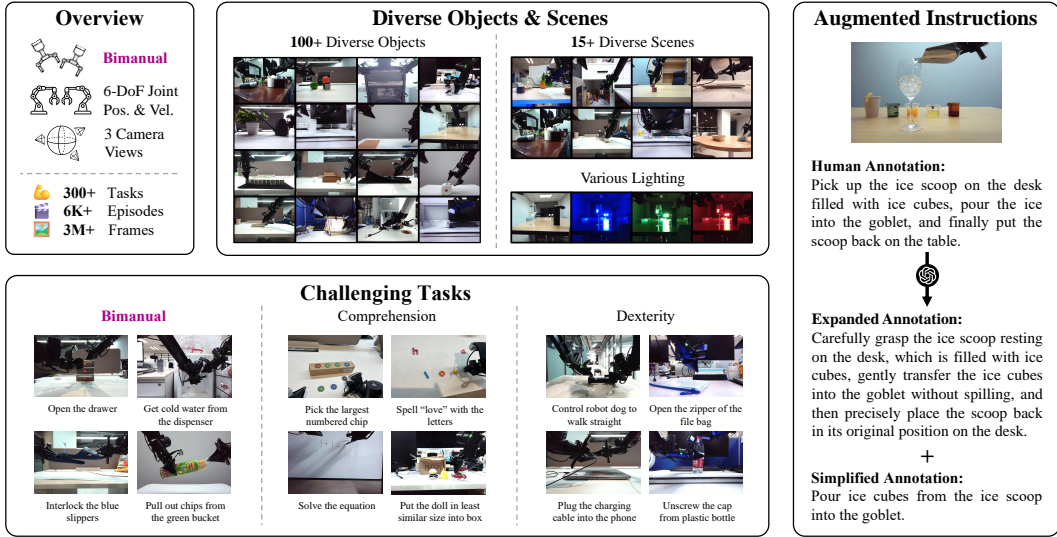 Overview
Bimanual
6-DoF Joint
Pos. & Vel.
3 Camera
Views
300+ Tasks
6K+ Episodes
3M+ Frames
Diverse Objects & Scenes
100+ Diverse Objects
15+ Diverse Scenes
Various Lighting
Challenging Tasks
Bimanual
Open the drawer
Get cold water from
the dispenser
Interlock the blue
slippers
Pull out chips from
the green bucket
Comprehension
Pick the largest
numbered chip
Spell “love” with the
letters
Solve the equation
Put the doll in least
similar size into box
Dexterity
Control robot dog to
walk straight
Open the zipper of the
file bag
Plug the charging
cable into the phone
Unscrew the cap
from plastic bottle
Augmented Instructions
Human Annotation:
Pick up the ice scoop on the desk
filled with ice cubes, pour the ice
into the goblet, and finally put the
scoop back on the table.
Expanded Annotation:
Carefully grasp the ice scoop resting
on the desk, which is filled with ice
cubes, gently transfer the ice cubes
into the goblet without spilling, and
then precisely place the scoop back
in its original position on the desk.
+
Simplified Annotation:
Pour ice cubes from the ice scoop
into the goblet.